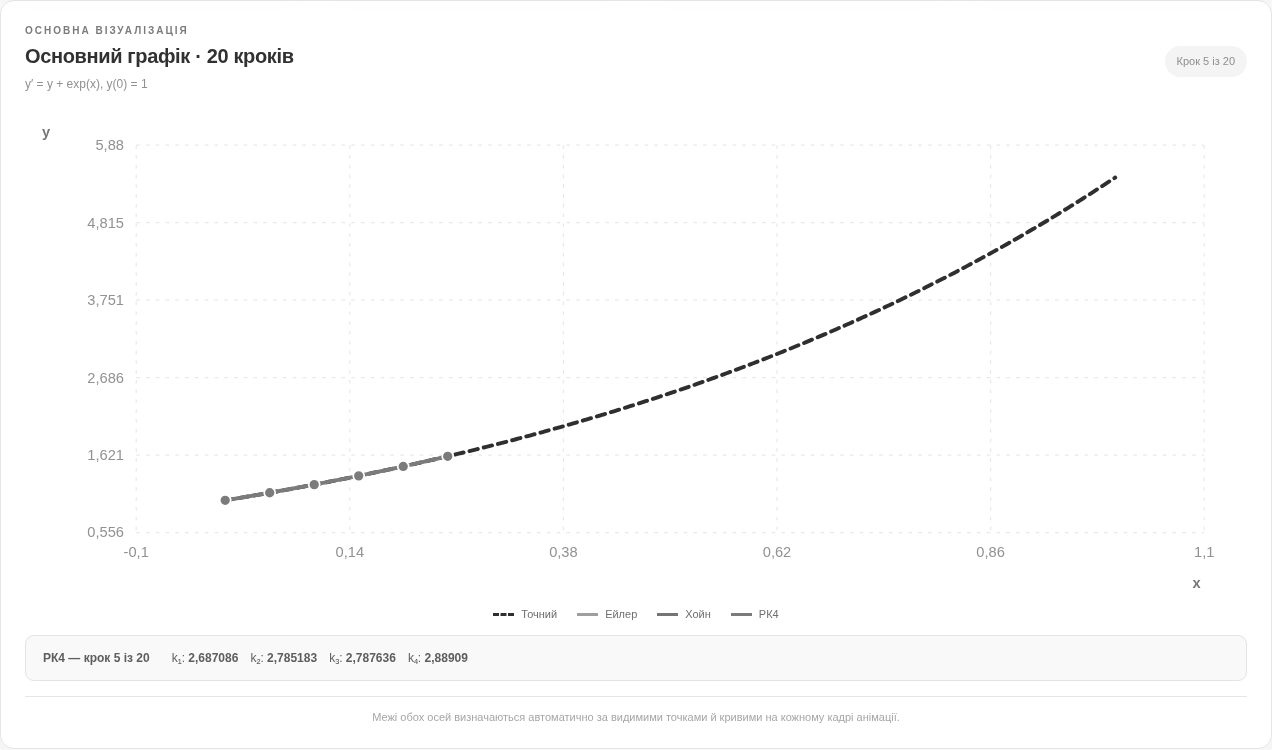 ОСНОВНА ВІЗУАЛІЗАЦІЯ
Основний графік · 20 кроків
y′ = y + exp(x), y(0) = 1
Крок 5 із 20
y
5,88
4,815
3,751
2,686
1,621
0,556
-0,1 0,14 0,38 0,62 0,86 1,1
x
Точний Ейлер Хойн РК4
РК4 — крок 5 із 20 k₁: 2,687086 k₂: 2,785183 k₃: 2,787636 k₄: 2,88909
Межі обох осей визначаються автоматично за видимими точками й кривими на кожному кадрі анімації.